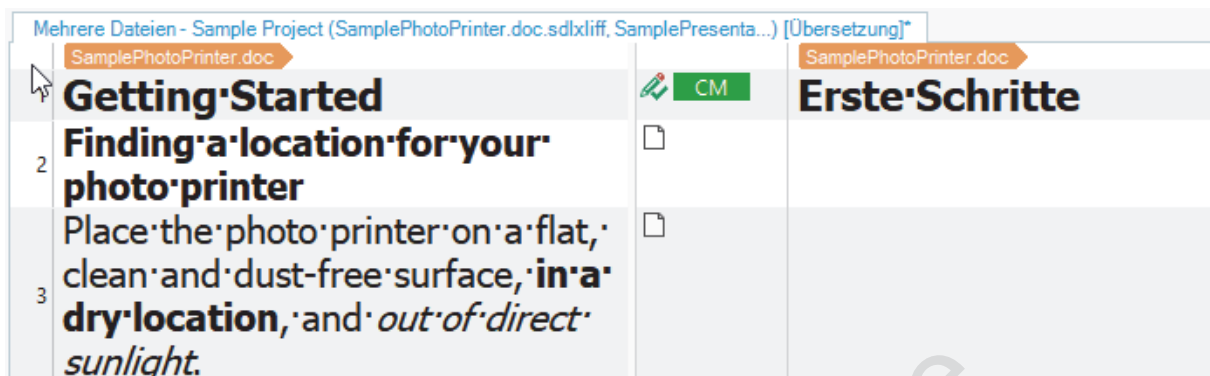 Mehrere Dateien - Sample Project (SamplePhotoPrinter.doc.sdlxliff, SamplePresenta...) [Übersetzung]*
SamplePhotoPrinter.doc
SamplePhotoPrinter.doc
Getting·Started
CM
Erste·Schritte
2
Finding·a·location·for·your·
photo·printer
3
Place·the·photo·printer·on·a·flat,·
clean·and·dust-free·surface,·in·a·
dry·location,·and·out·of·direct·
sunlight.